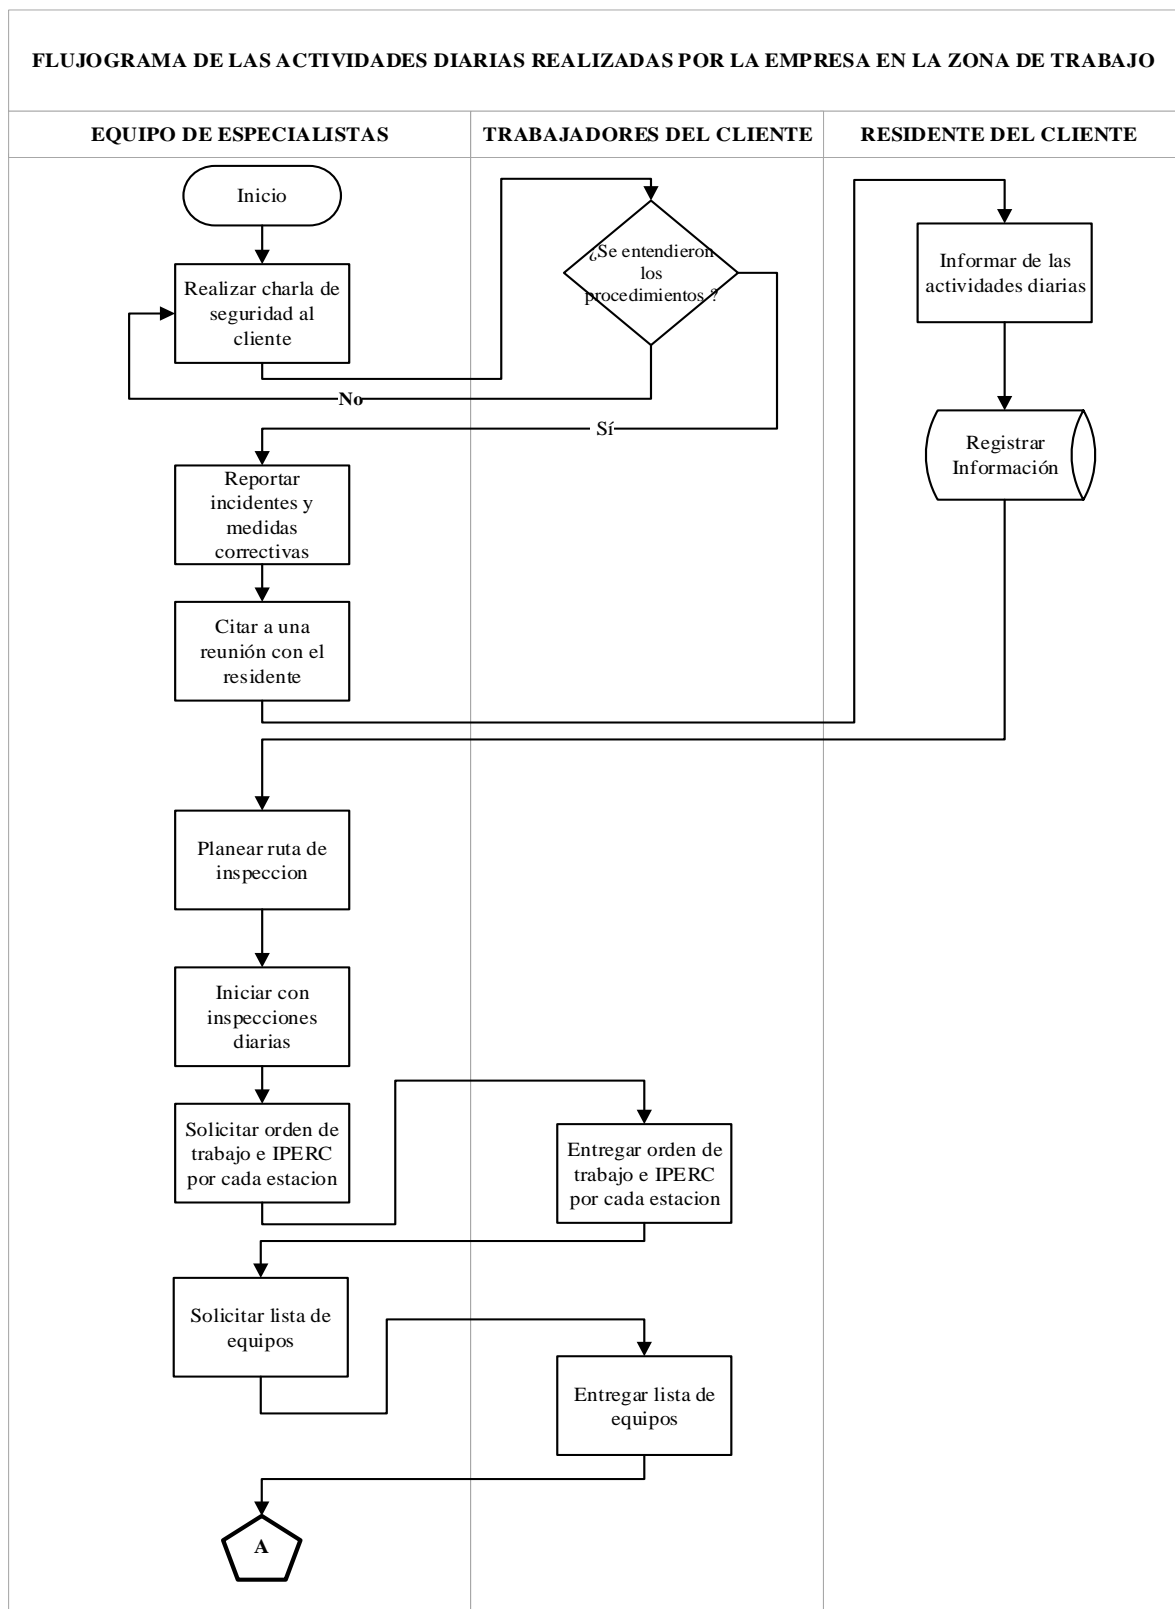 FLUJOGRAMA DE LAS ACTIVIDADES DIARIAS REALIZADAS POR LA EMPRESA EN LA ZONA DE TRABAJO
EQUIPO DE ESPECIALISTAS
TRABAJADORES DEL CLIENTE
RESIDENTE DEL CLIENTE
Inicio
Realizar charla de
seguridad al
cliente
¿Se entendieron
los
procedimientos ?
No
Sí
Reportar
incidentes y
medidas
correctivas
Citar a una
reunión con el
residente
Informar de las
actividades diarias
Registrar
Información
Planear ruta de
inspeccion
Iniciar con
inspecciones
diarias
Solicitar orden de
trabajo e IPERC
por cada estacion
Entregar orden de
trabajo e IPERC
por cada estacion
Solicitar lista de
equipos
Entregar lista de
equipos
A